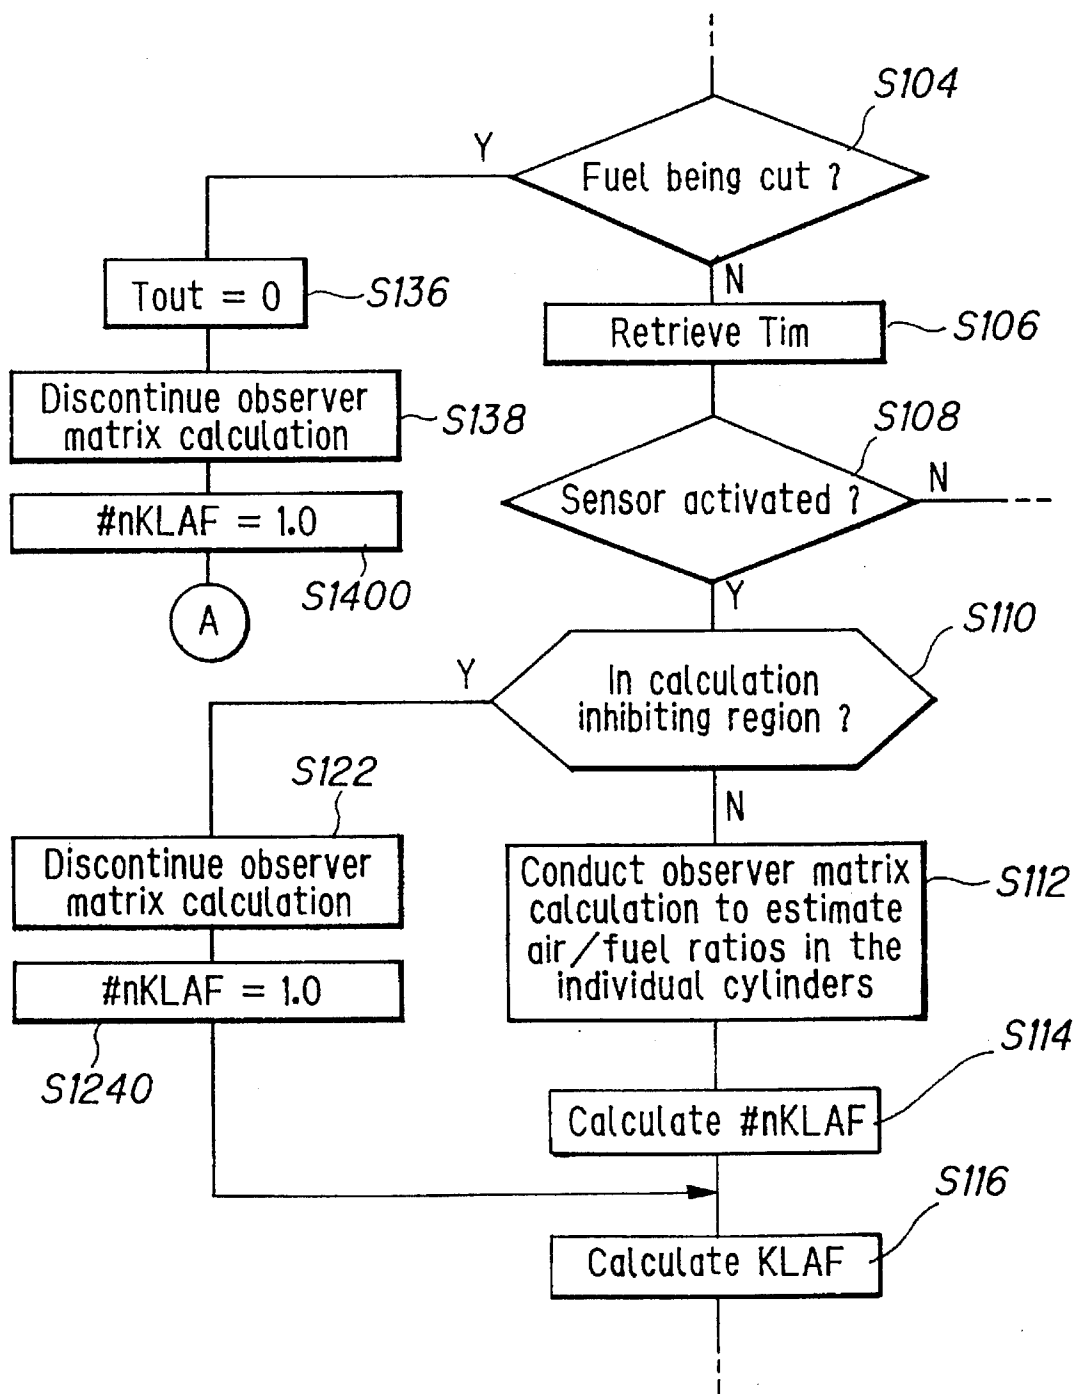 S104
Y
Fuel being cut ?
N
Tout = 0
S136
Retrieve Tim
S106
Discontinue observer
matrix calculation
S138
S108
Sensor activated ?
N
#nKLAF = 1.0
S1400
Y
A
S110
Y
In calculation
inhibiting region ?
S122
N
Discontinue observer
matrix calculation
Conduct observer matrix
calculation to estimate
air/fuel ratios in the
individual cylinders
S112
#nKLAF = 1.0
S1240
S114
Calculate #nKLAF
S116
Calculate KLAF